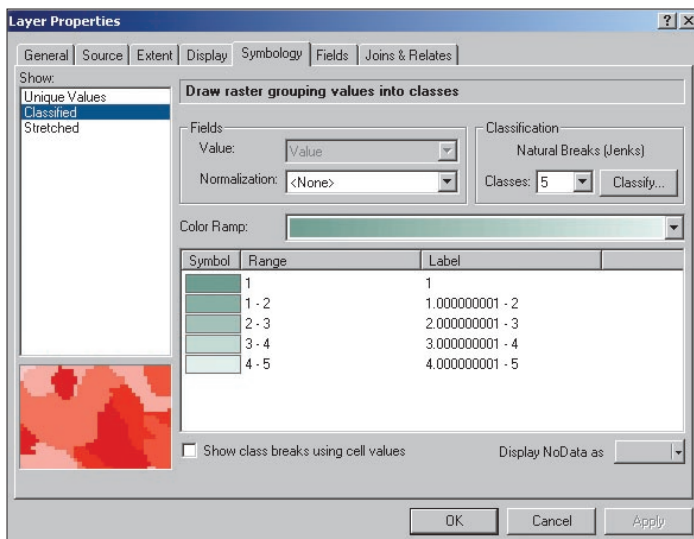 Layer Properties
General Source Extent Display Symbology Fields Joins & Relates
Show:
Unique Values
Classified
Stretched
Draw raster grouping values into classes
Fields
Value: Value
Normalization: <None>
Classification
Natural Breaks (Jenks)
Classes: 5 Classify...
Color Ramp:
Symbol Range Label
1 1
1 - 2 1.000000001 - 2
2 - 3 2.000000001 - 3
3 - 4 3.000000001 - 4
4 - 5 4.000000001 - 5
Show class breaks using cell values Display NoData as
OK Cancel Apply